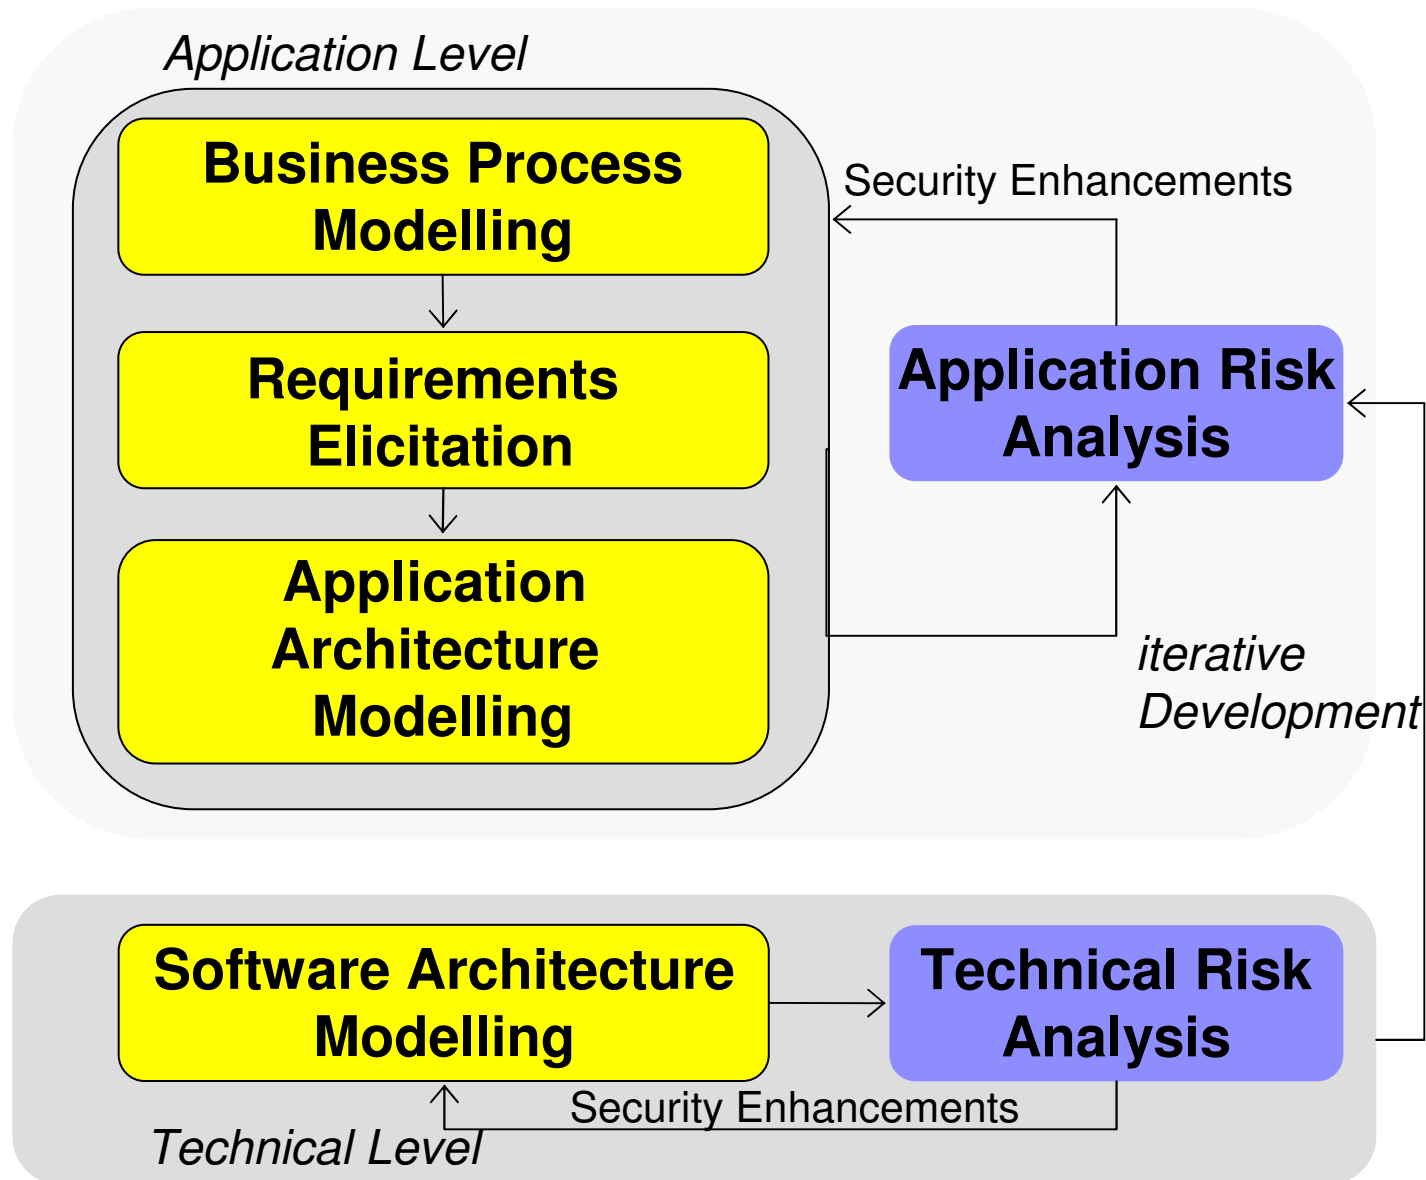 Application Level
Business Process
Modelling
Security Enhancements
Requirements
Elicitation
Application Risk
Analysis
Application
Architecture
Modelling
iterative
Development
Software Architecture
Modelling
Technical Risk
Analysis
Security Enhancements
Technical Level